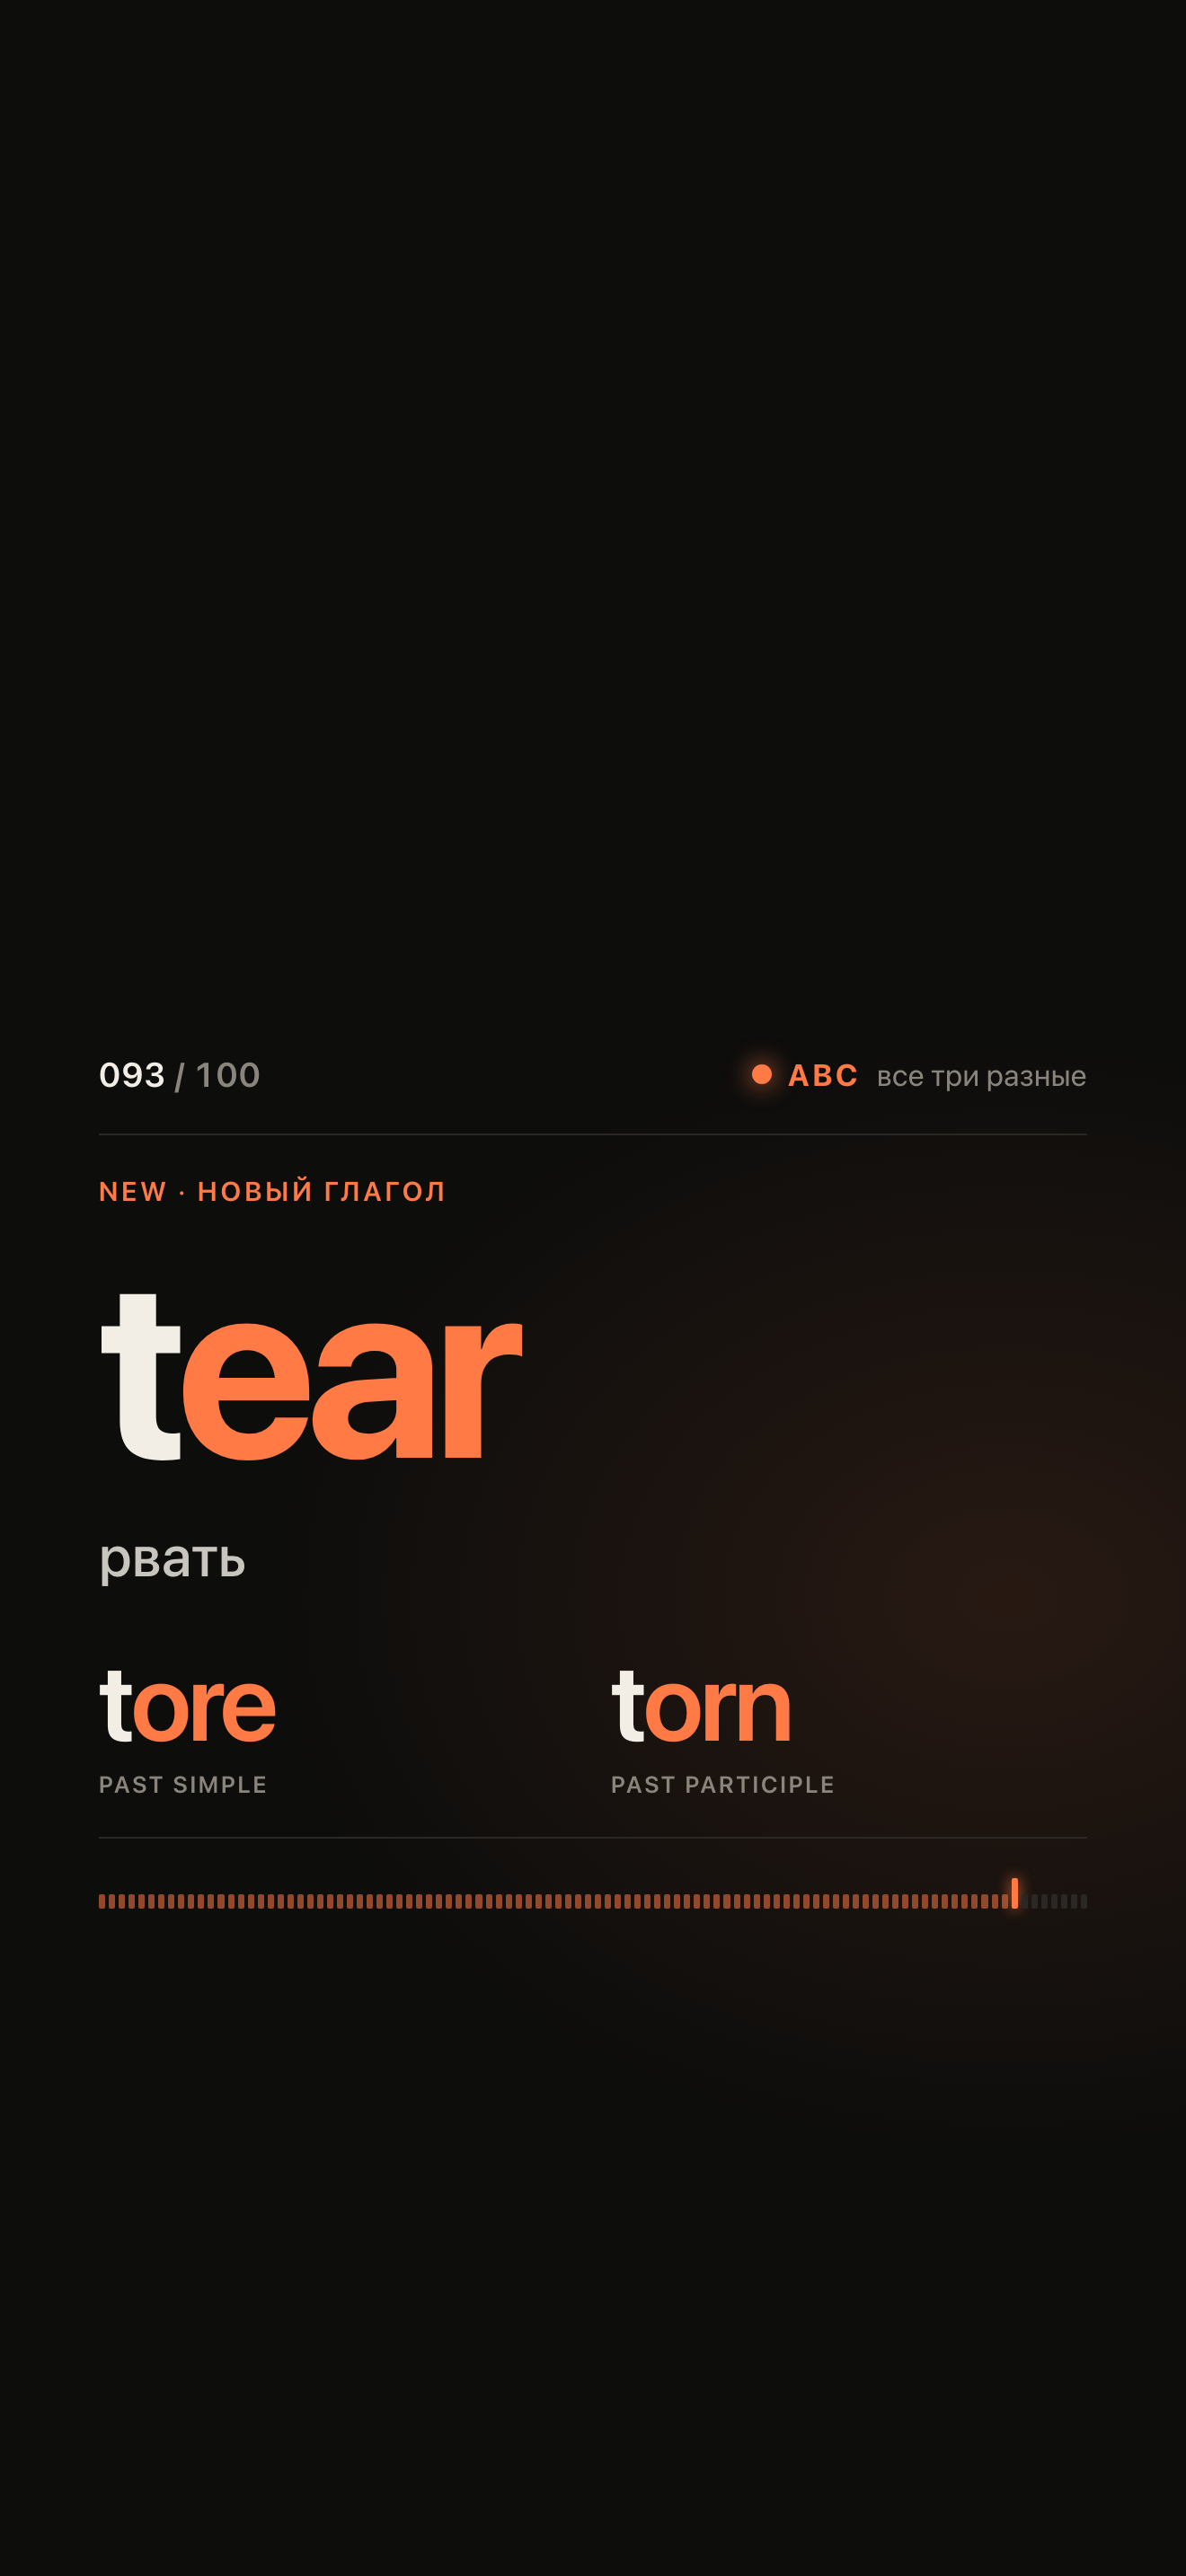 093 / 100
ABC все три разные
NEW · НОВЫЙ ГЛАГОЛ
tear
рвать
tore torn
PAST SIMPLE PAST PARTICIPLE